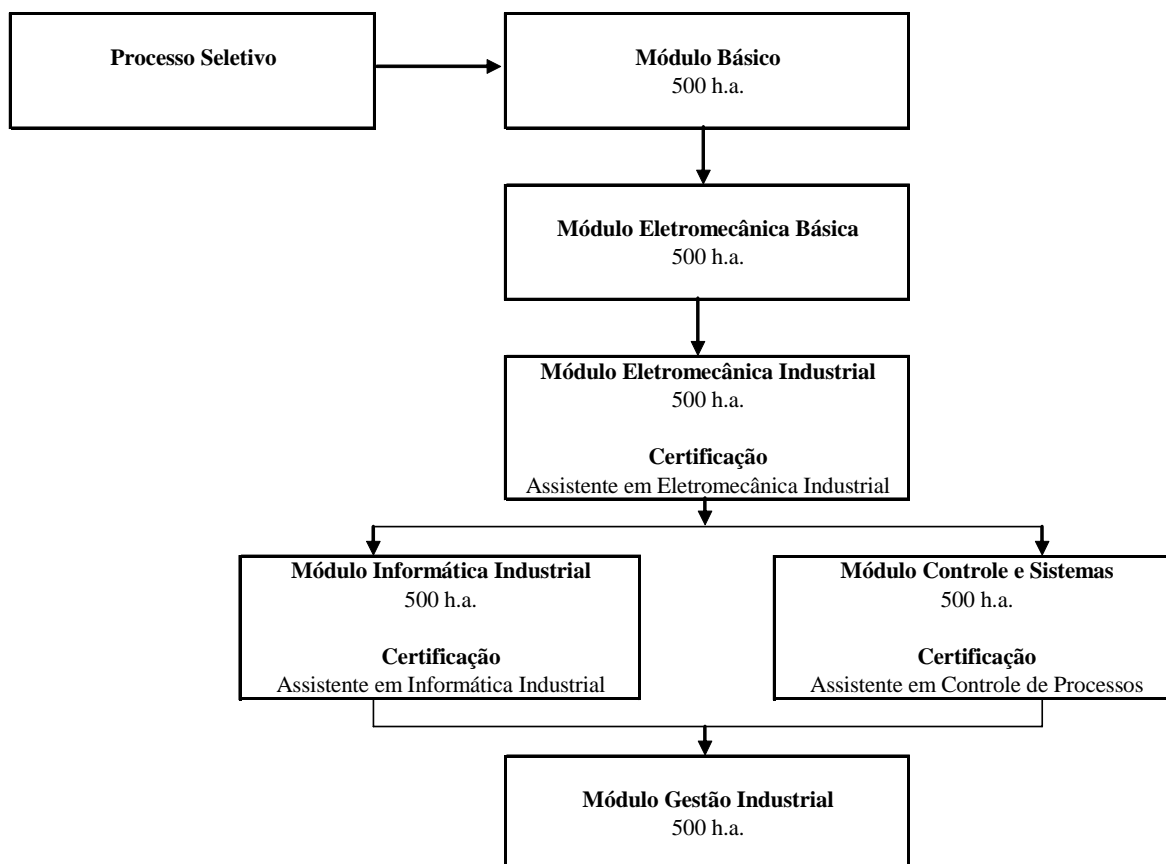 Processo Seletivo
Módulo Básico
500 h.a.
Módulo Eletromecânica Básica
500 h.a.
Módulo Eletromecânica Industrial
500 h.a.
Certificação
Assistente em Eletromecânica Industrial
Módulo Informática Industrial
500 h.a.
Certificação
Assistente em Informática Industrial
Módulo Controle e Sistemas
500 h.a.
Certificação
Assistente em Controle de Processos
Módulo Gestão Industrial
500 h.a.